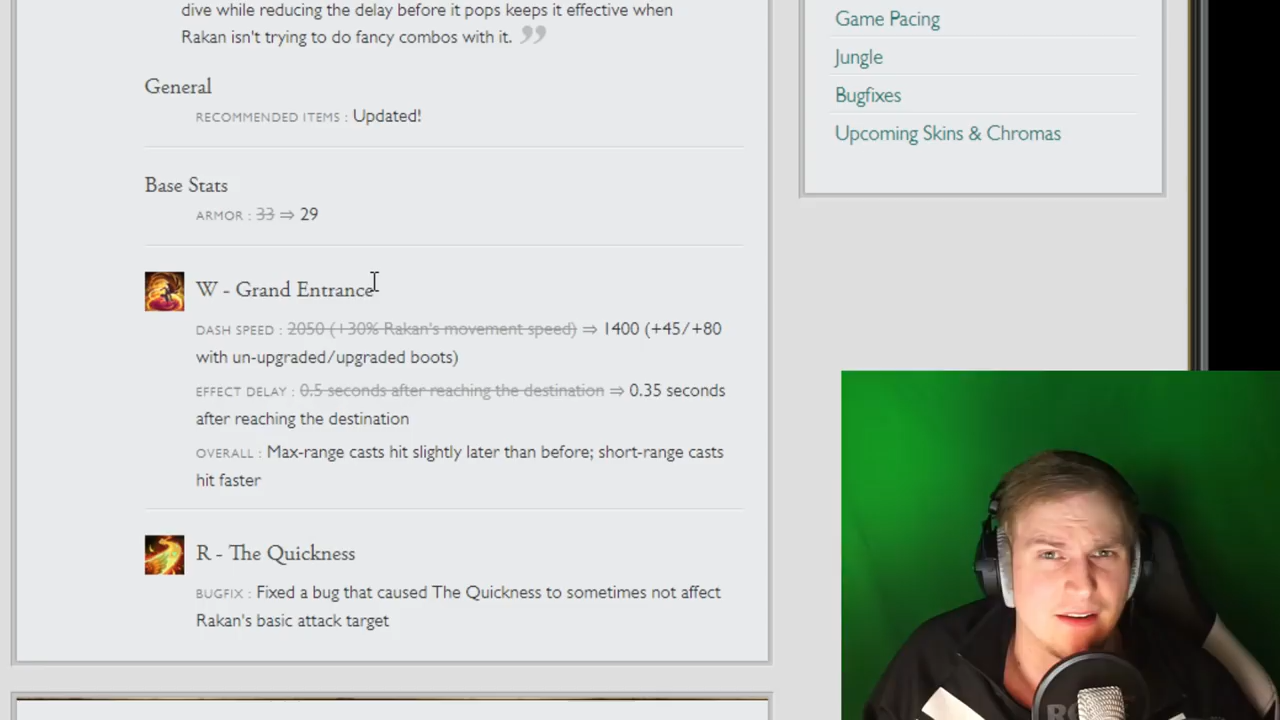 dive while reducing the delay before it pops keeps it effective when
Rakan isn't trying to do fancy combos with it. ”
General
RECOMMENDED ITEMS : Updated!
Base Stats
ARMOR : 33 ⇒ 29
W - Grand Entrance
DASH SPEED : 2050 (+30% Rakan's movement speed) ⇒ 1400 (+45/+80
with un-upgraded/upgraded boots)
EFFECT DELAY : 0.5 seconds after reaching the destination ⇒ 0.35 seconds
after reaching the destination
OVERALL : Max-range casts hit slightly later than before; short-range casts
hit faster
R - The Quickness
BUGFIX : Fixed a bug that caused The Quickness to sometimes not affect
Rakan's basic attack target
Game Pacing
Jungle
Bugfixes
Upcoming Skins & Chromas